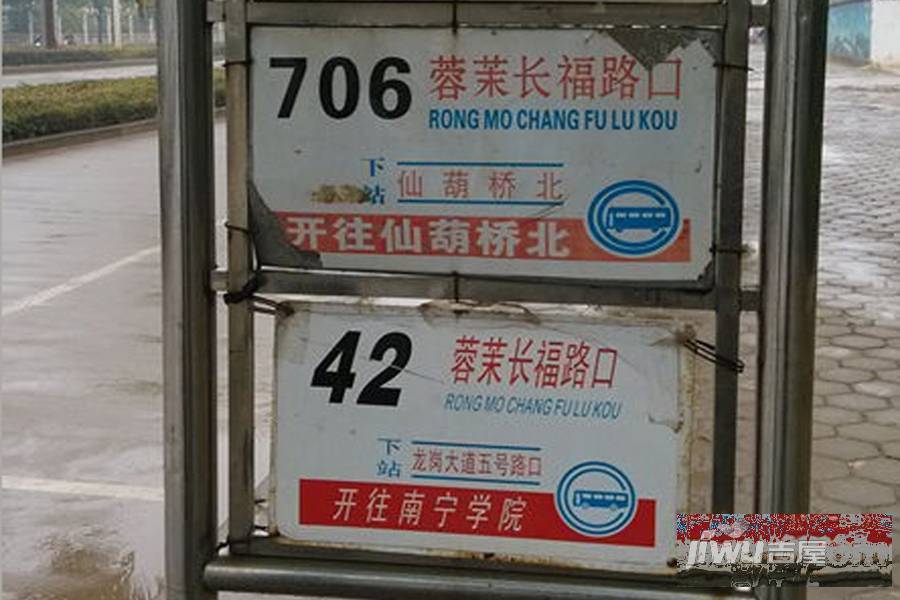 706
蓉茉长福路口
RONG MO CHANG FU LU KOU
下站
仙葫桥北
开往仙葫桥北
42
蓉茉长福路口
RONG MO CHANG FU LU KOU
下站
龙岗大道五号路口
开往南宁学院
jiwu吉屋
com